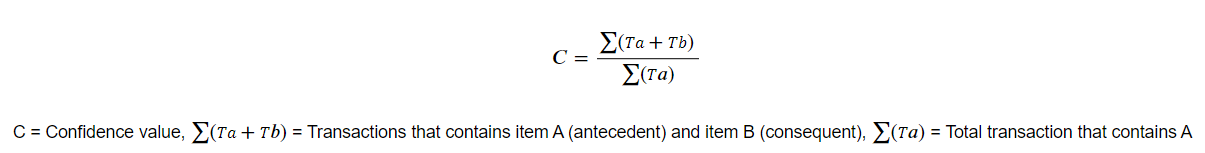 C = ∑(Ta + Tb) / ∑(Ta)
C = Confidence value, ∑(Ta + Tb) = Transactions that contains item A (antecedent) and item B (consequent), ∑(Ta) = Total transaction that contains A